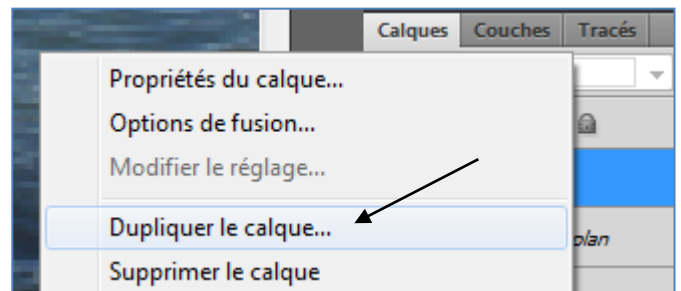 Calques Couches Tracés
Propriétés du calque...
Options de fusion...
Modifier le réglage...
Dupliquer le calque...
plan
Supprimer le calque